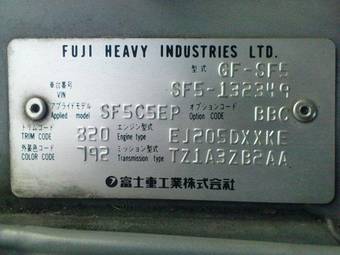 FUJI HEAVY INDUSTRIES LTD.
型式 GF-SF5
車台番号 VIN SF5-132349
アプライドモデル Applied model SF5C5EP オプションコード Option Code BBC
トリムコード TRIM CODE 820 エンジン型式 Engine type EJ205DXXKE
外装色コード COLOR CODE 792 ミッション型式 Transmission type TZ1A3ZB2AA
富士重工業株式会社